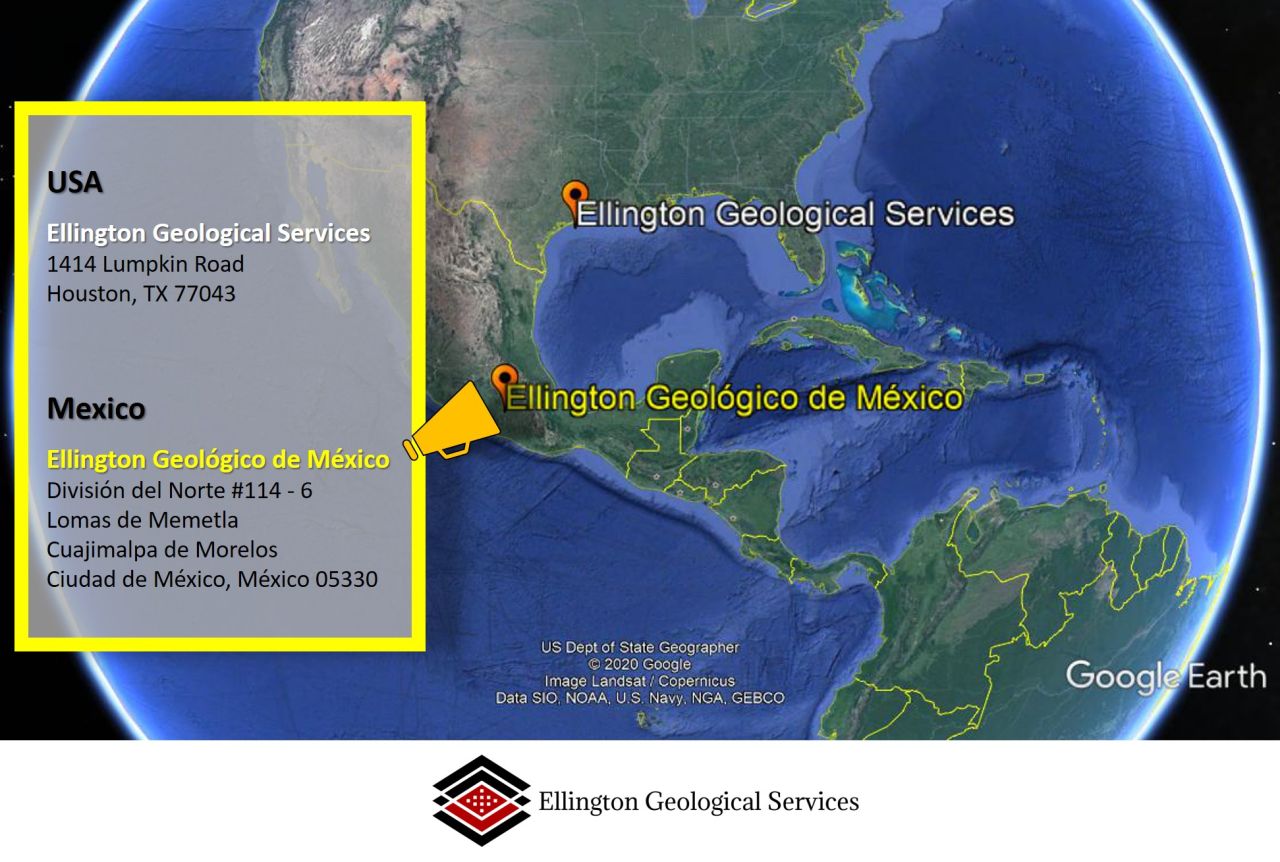 USA
Ellington Geological Services
1414 Lumpkin Road
Houston, TX 77043
Mexico
Ellington Geológico de México
División del Norte #114 - 6
Lomas de Memetla
Cuajimalpa de Morelos
Ciudad de México, México 05330
Ellington Geological Services
Ellington Geológico de México
US Dept of State Geographer
© 2020 Google
Image Landsat / Copernicus
Data SIO, NOAA, U.S. Navy, NGA, GEBCO
Google Earth
Ellington Geological Services